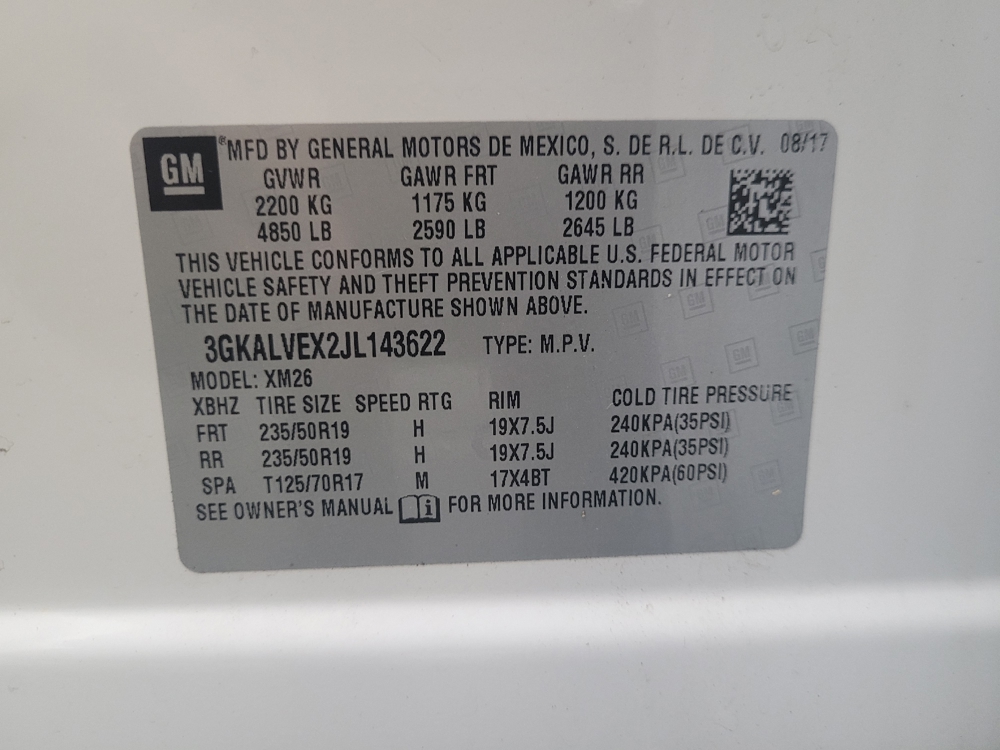 GM
®MFD BY GENERAL MOTORS DE MEXICO, S. DE R.L. DE C.V. 08/17
GVWR GAWR FRT GAWR RR
2200 KG 1175 KG 1200 KG
4850 LB 2590 LB 2645 LB
THIS VEHICLE CONFORMS TO ALL APPLICABLE U.S. FEDERAL MOTOR
VEHICLE SAFETY AND THEFT PREVENTION STANDARDS IN EFFECT ON
THE DATE OF MANUFACTURE SHOWN ABOVE.
3GKALVEX2JL143622 TYPE: M.P.V.
MODEL: XM26
XBHZ TIRE SIZE SPEED RTG RIM COLD TIRE PRESSURE
FRT 235/50R19 H 19X7.5J 240KPA(35PSI)
RR 235/50R19 H 19X7.5J 240KPA(35PSI)
SPA T125/70R17 M 17X4BT 420KPA(60PSI)
SEE OWNER'S MANUAL i FOR MORE INFORMATION.